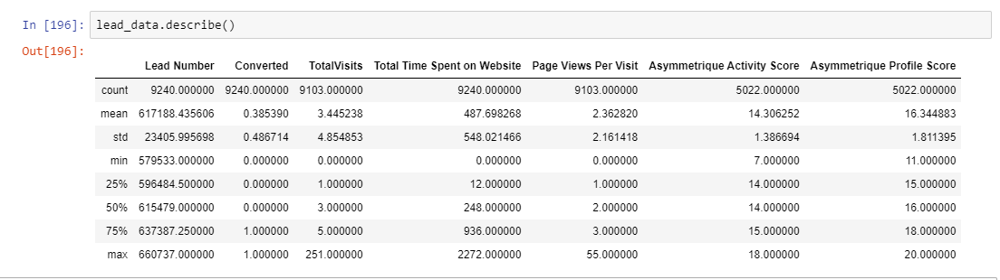 In [196]: lead_data.describe()
Out[196]:
Lead Number Converted TotalVisits Total Time Spent on Website Page Views Per Visit Asymmetrique Activity Score Asymmetrique Profile Score
count 9240.000000 9240.000000 9103.000000 9240.000000 9103.000000 5022.000000 5022.000000
mean 617188.435606 0.385390 3.445238 487.698268 2.362820 14.306252 16.344883
std 23405.995698 0.486714 4.854853 548.021466 2.161418 1.386694 1.811395
min 579533.000000 0.000000 0.000000 0.000000 0.000000 7.000000 11.000000
25% 596484.500000 0.000000 1.000000 12.000000 1.000000 14.000000 15.000000
50% 615479.000000 0.000000 3.000000 248.000000 2.000000 14.000000 16.000000
75% 637387.250000 1.000000 5.000000 936.000000 3.000000 15.000000 18.000000
max 660737.000000 1.000000 251.000000 2272.000000 55.000000 18.000000 20.000000